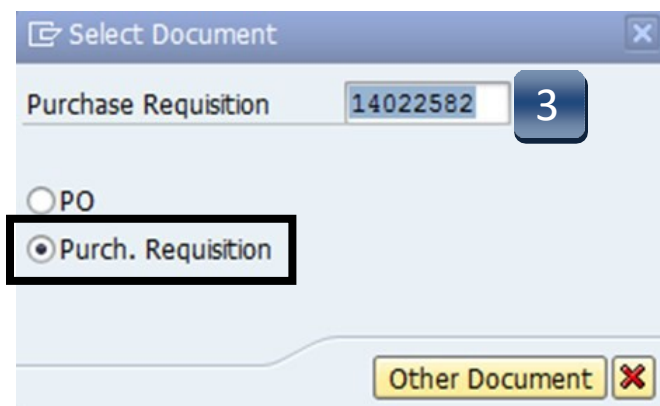 Select Document
Purchase Requisition 14022582 3
PO
Purch. Requisition
Other Document